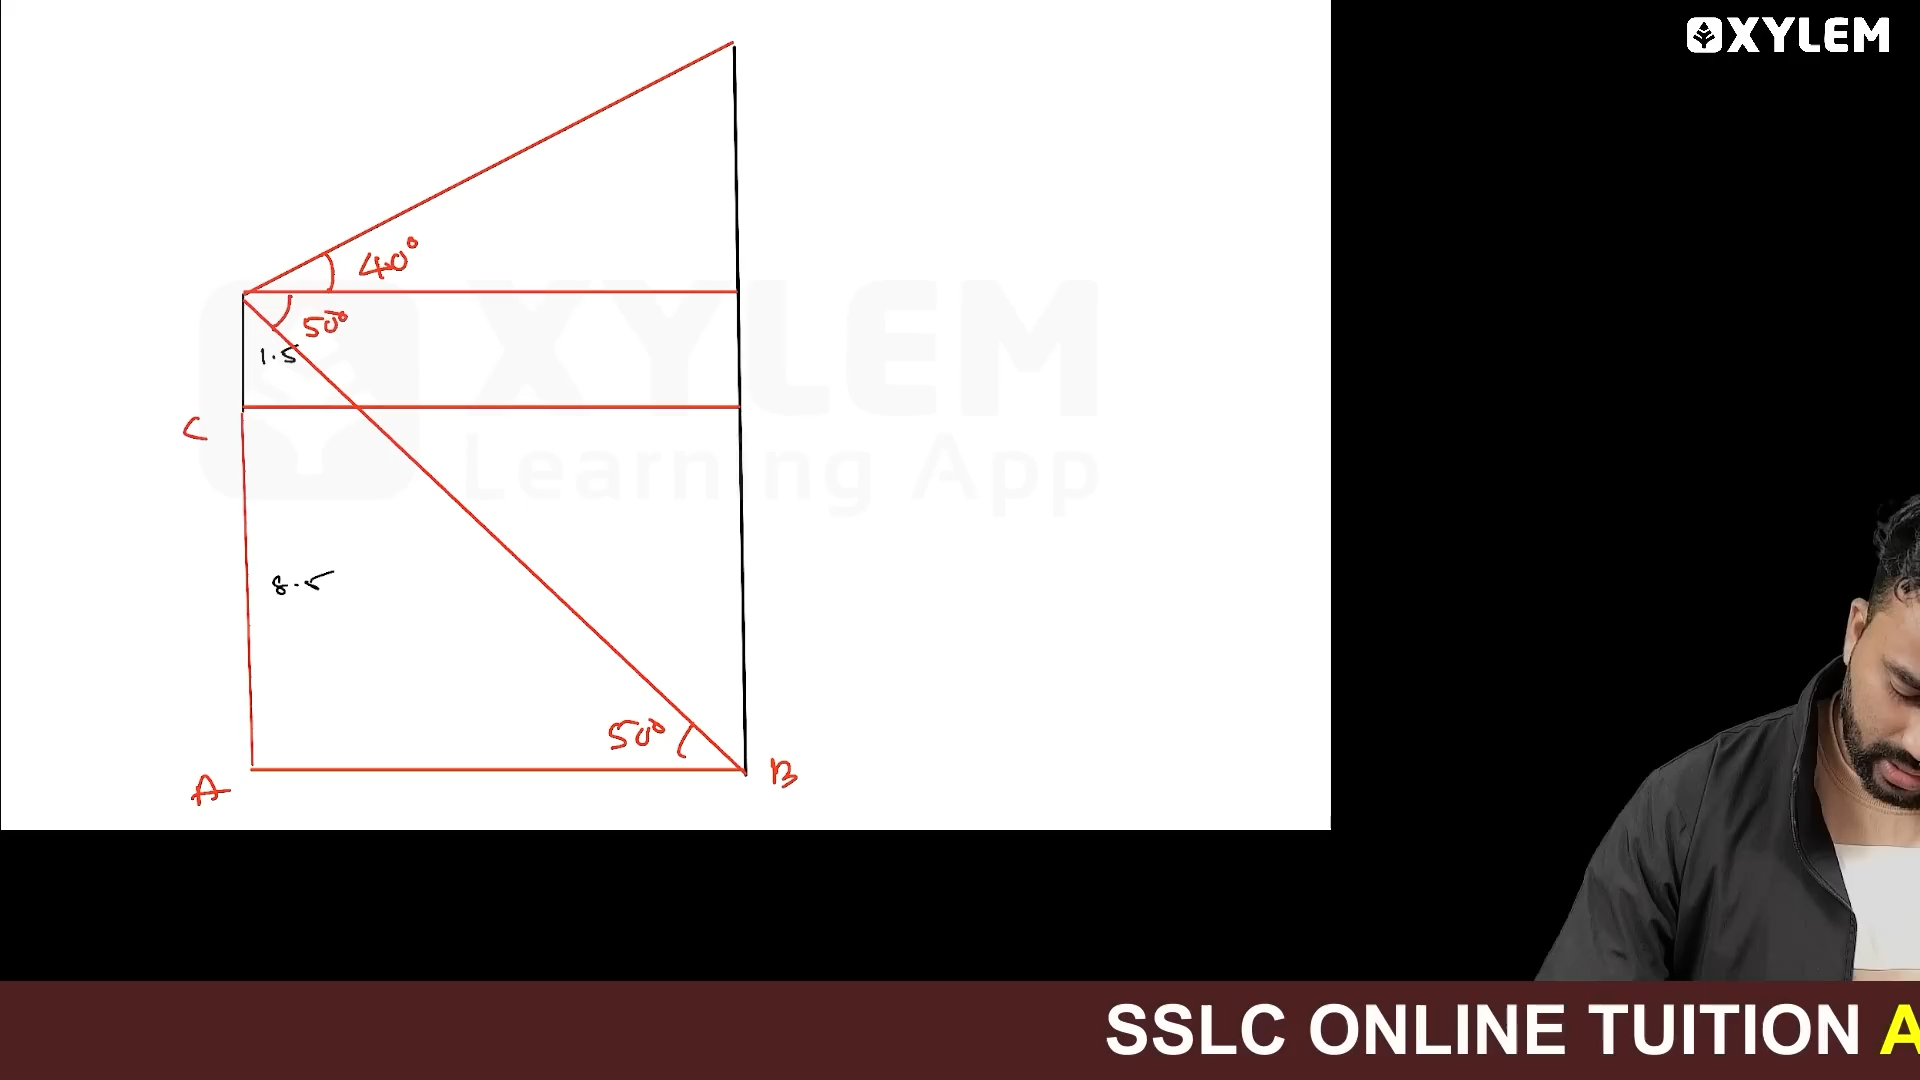 XYLEM
40°
50°
1.5
C
8.5
50°
A
B
XYLEM
Learning App
SSLC ONLINE TUITION A